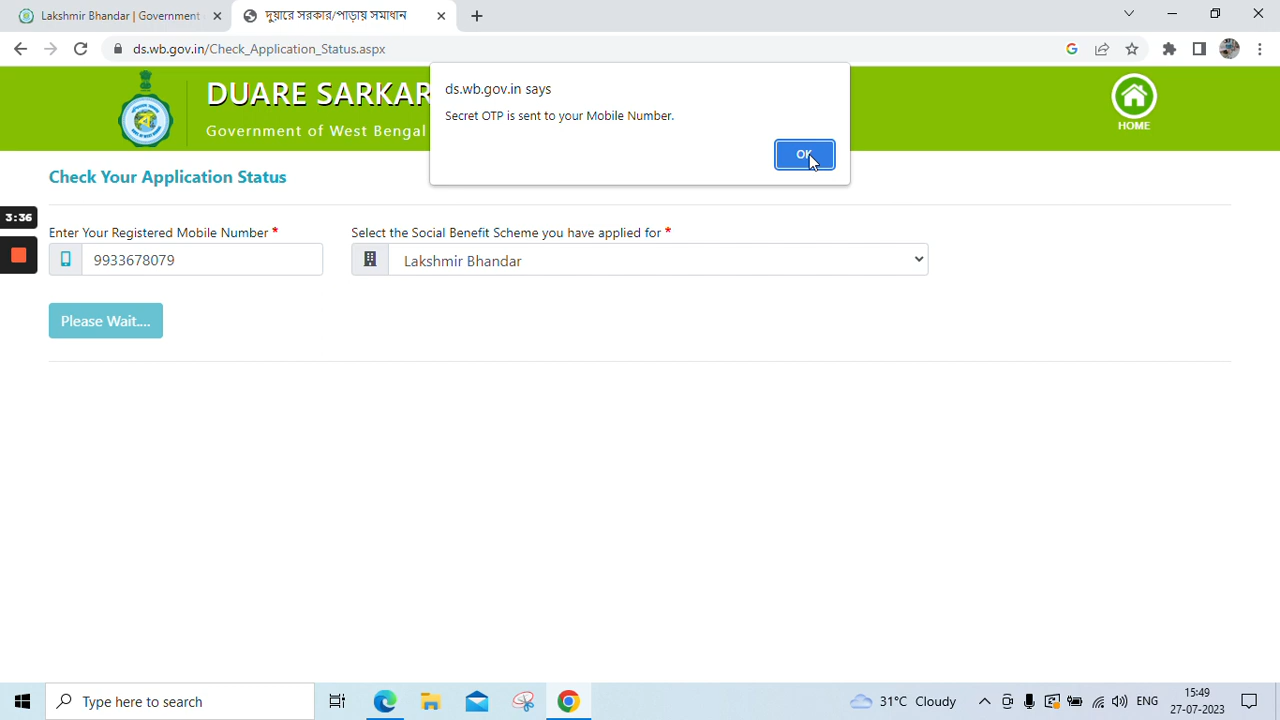 Lakshmir Bhandar | Government
দুয়ারে সরকার/পাড়ায় সমাধান
ds.wb.gov.in/Check_Application_Status.aspx
ds.wb.gov.in says
Secret OTP is sent to your Mobile Number.
OK
DUARE SARKAR
Government of West Bengal
HOME
Check Your Application Status
3:36
Enter Your Registered Mobile Number *
Select the Social Benefit Scheme you have applied for *
9933678079
Lakshmir Bhandar
Please Wait....
Type here to search
31°C Cloudy
ENG
15:49
27-07-2023